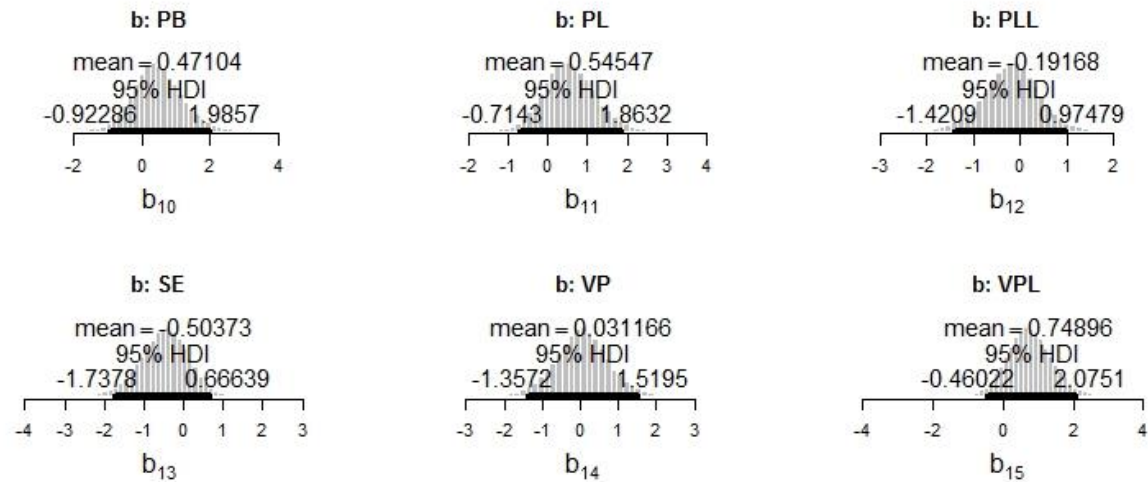 b: PB
mean = 0.47104
95% HDI
-0.92286 1.9857
-2 0 2 4
b10
b: PL
mean = 0.54547
95% HDI
-0.7143 1.8632
-2 -1 0 1 2 3 4
b11
b: PLL
mean = -0.19168
95% HDI
-1.4209 0.97479
-3 -2 -1 0 1 2
b12
b: SE
mean = -0.50373
95% HDI
-1.7378 0.66639
-4 -3 -2 -1 0 1 2 3
b13
b: VP
mean = 0.031166
95% HDI
-1.3572 1.5195
-3 -2 -1 0 1 2 3
b14
b: VPL
mean = 0.74896
95% HDI
-0.46022 2.0751
-4 -2 0 2 4
b15